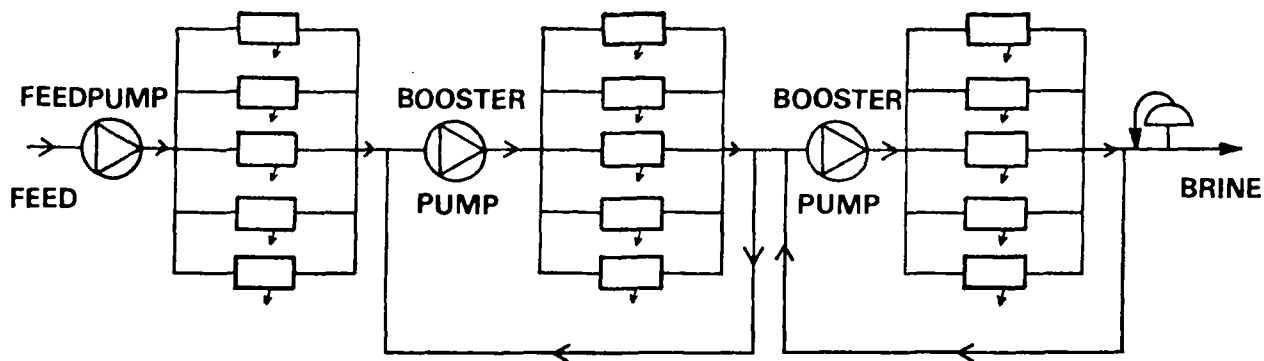 FEEDPUMP
FEED
BOOSTER
PUMP
BOOSTER
PUMP
BRINE